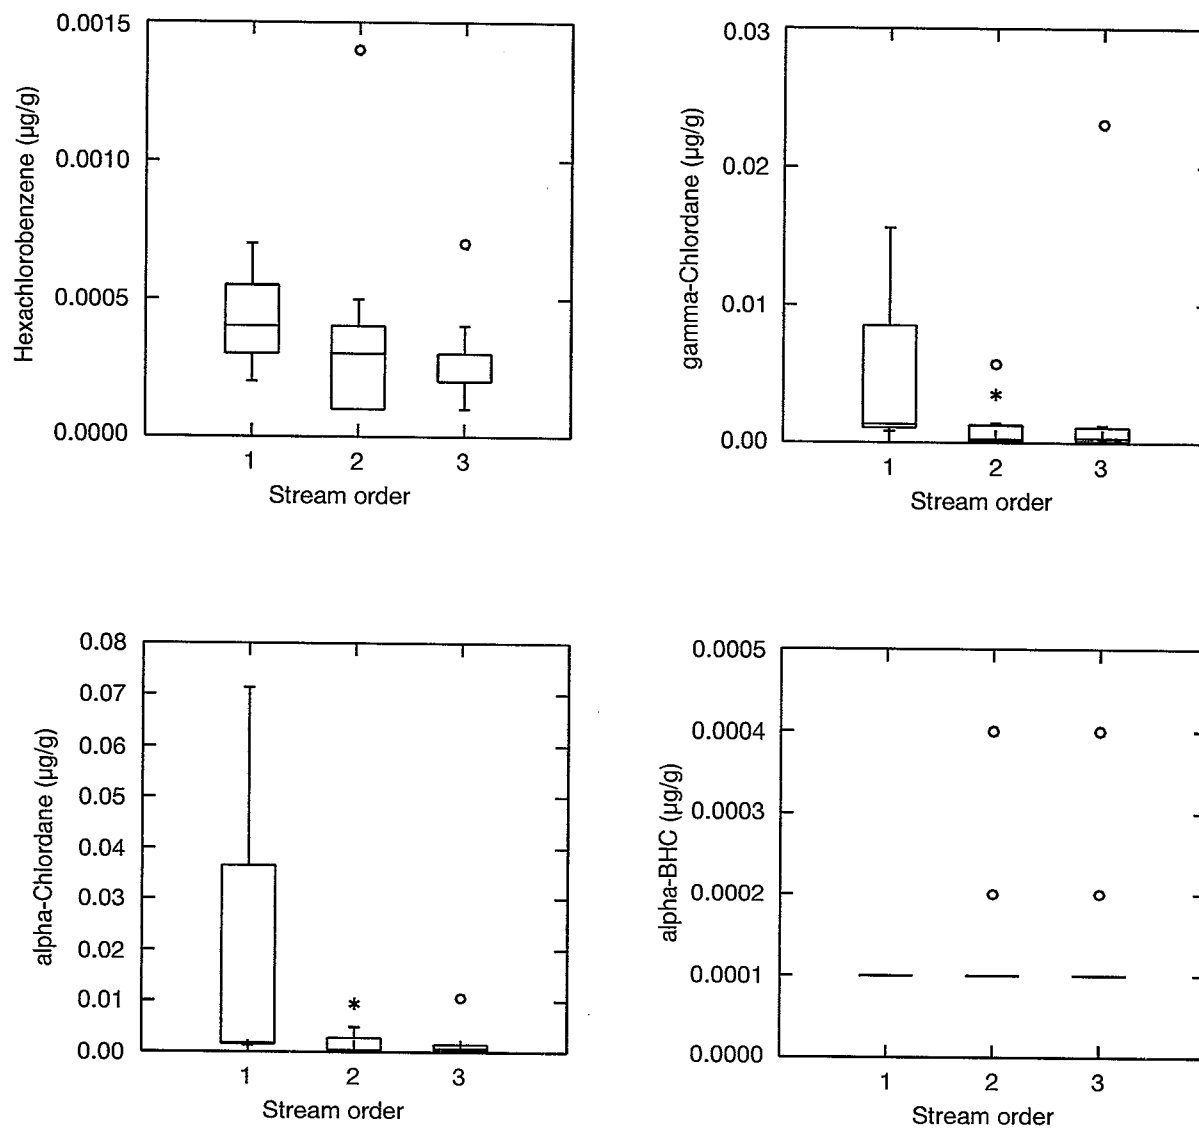 Hexachlorobenzene (µg/g)
0.0015
0.0010
0.0005
0.0000
1 2 3
Stream order
gamma-Chlordane (µg/g)
0.03
0.02
0.01
0.00
1 2 3
Stream order
alpha-Chlordane (µg/g)
0.08
0.07
0.06
0.05
0.04
0.03
0.02
0.01
0.00
1 2 3
Stream order
alpha-BHC (µg/g)
0.0005
0.0004
0.0003
0.0002
0.0001
0.0000
1 2 3
Stream order